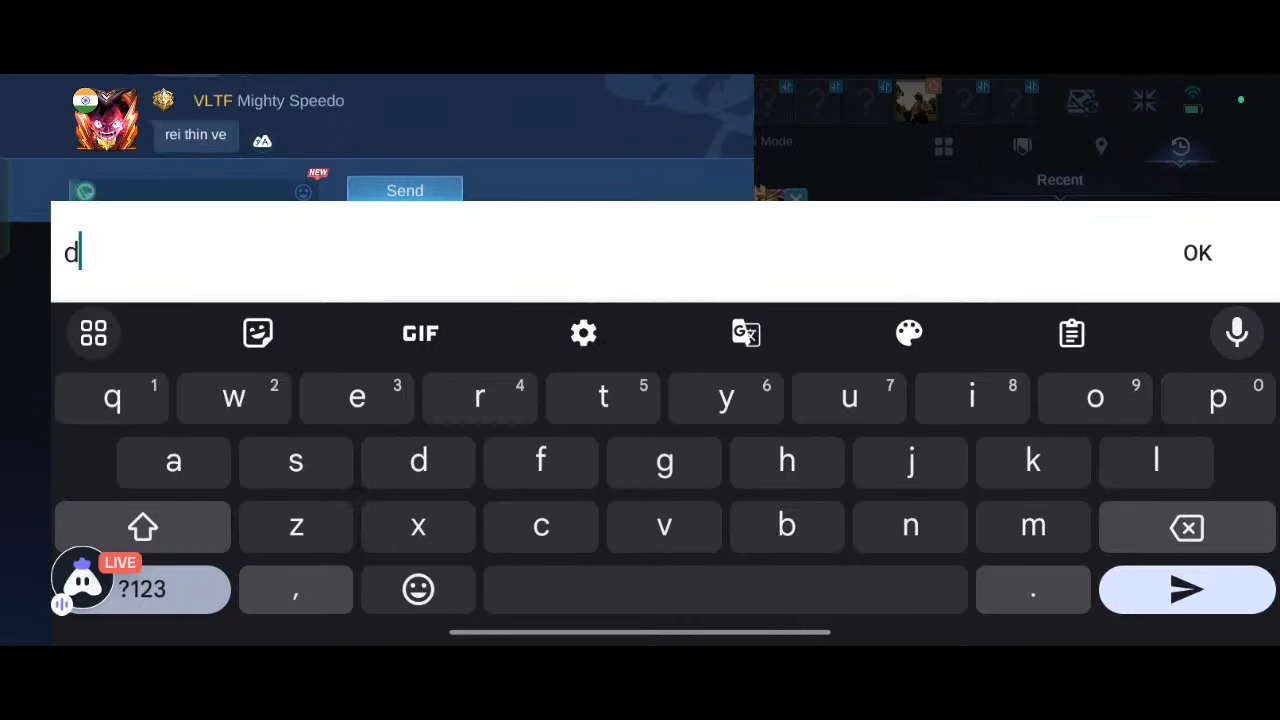 VLTF Mighty Speedo
rei thin ve
Mode
NEW
Send
Recent
d
OK
GIF
q 1 w 2 e 3 r 4 t 5 y 6 u 7 i 8 o 9 p 0
a s d f g h j k l
z x c v b n m
LIVE
?123 , .